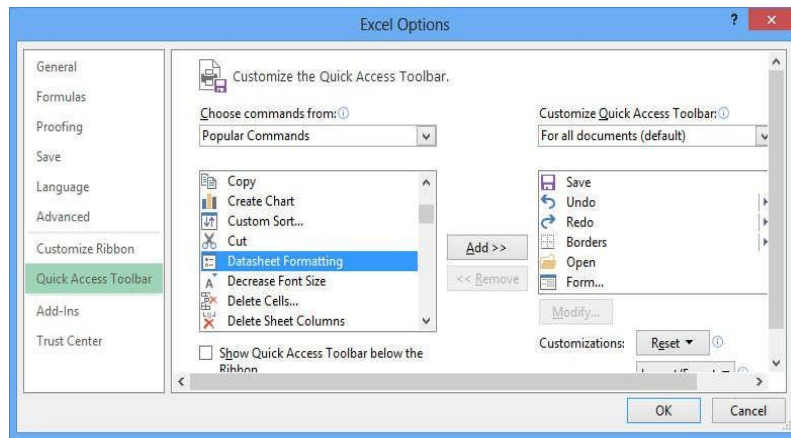 Excel Options
?
General
Formulas
Proofing
Save
Language
Advanced
Customize Ribbon
Quick Access Toolbar
Add-Ins
Trust Center
Customize the Quick Access Toolbar.
Choose commands from:
Popular Commands
Copy
Create Chart
Custom Sort...
Cut
Datasheet Formatting
Decrease Font Size
Delete Cells...
Delete Sheet Columns
Show Quick Access Toolbar below the
Ribbon
Add >>
<< Remove
Customize Quick Access Toolbar:
For all documents (default)
Save
Undo
Redo
Borders
Open
Form...
Modify...
Customizations:
Reset
OK
Cancel